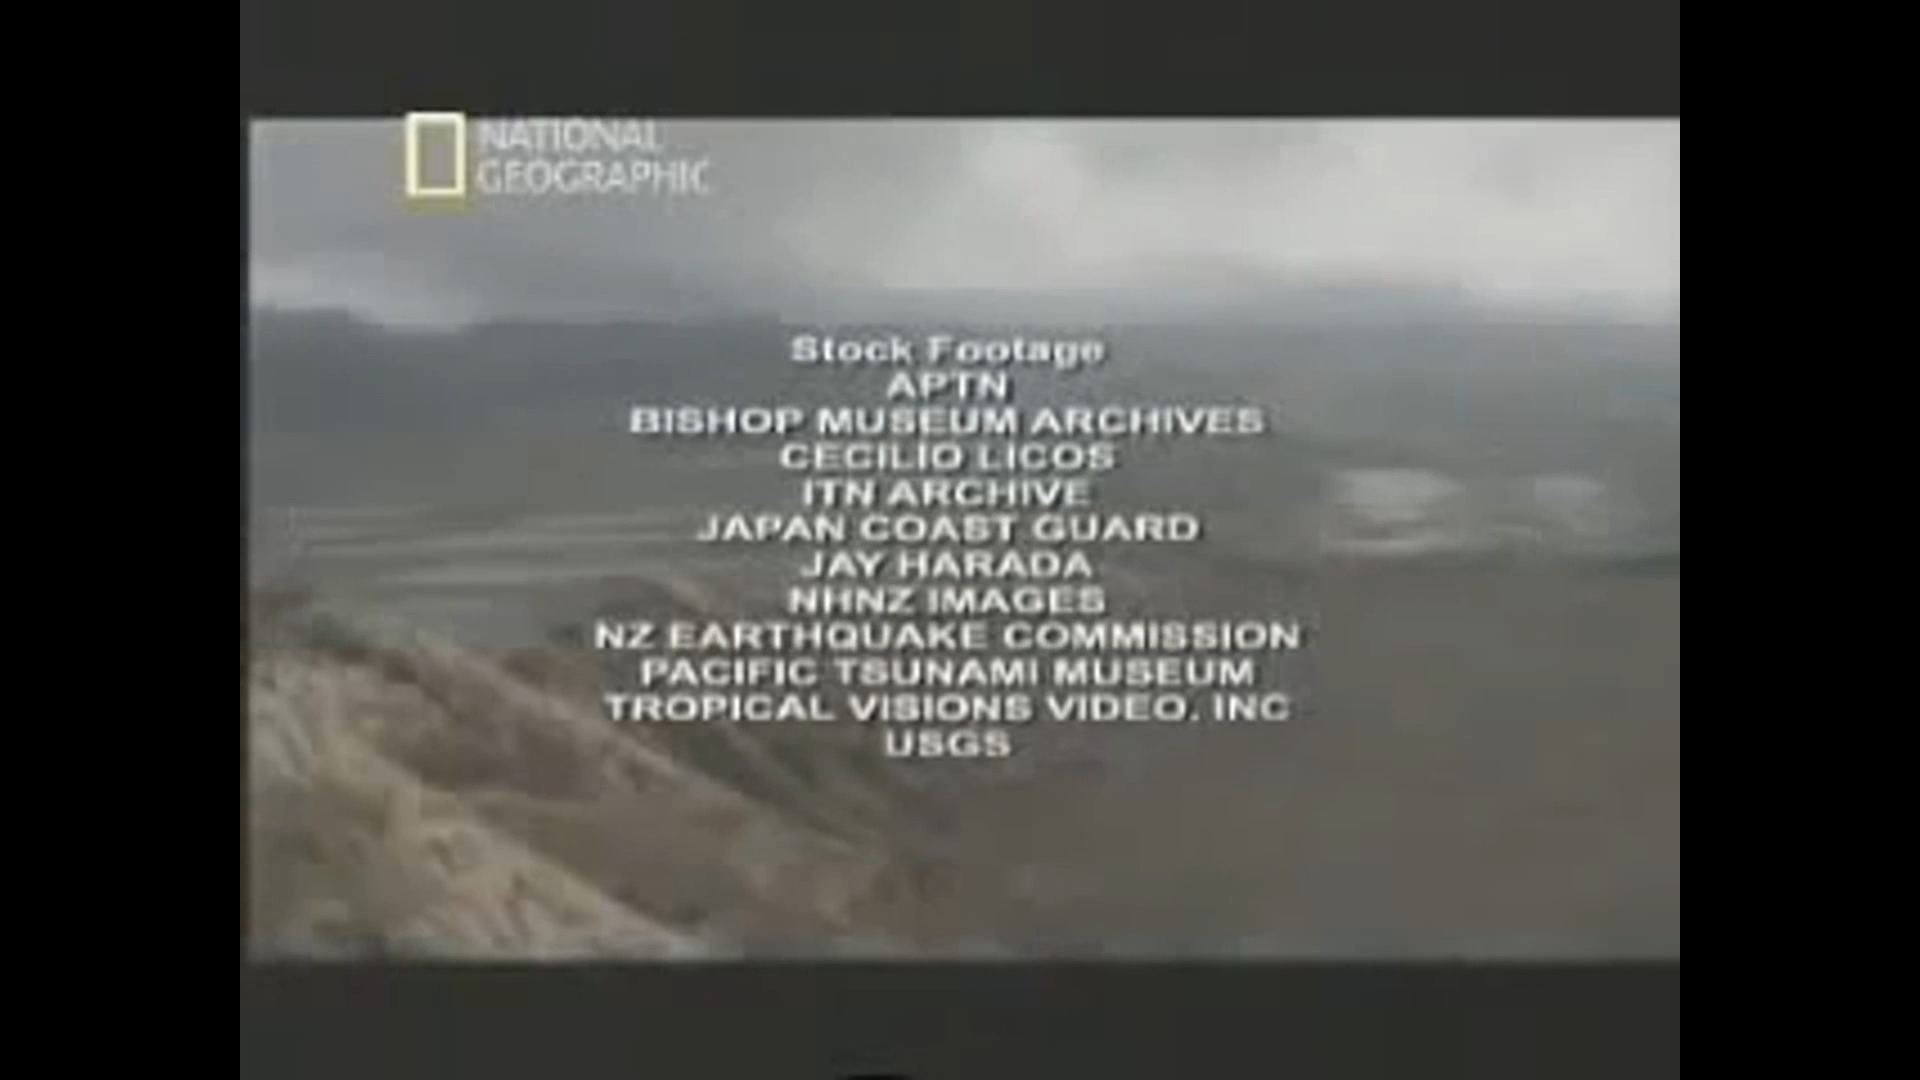 NATIONAL
GEOGRAPHIC
Stock Footage
APTN
BISHOP MUSEUM ARCHIVES
CECILIO LICOS
ITN ARCHIVE
JAPAN COAST GUARD
JAY HARADA
NHNZ IMAGES
NZ EARTHQUAKE COMMISSION
PACIFIC TSUNAMI MUSEUM
TROPICAL VISIONS VIDEO, INC
USGS